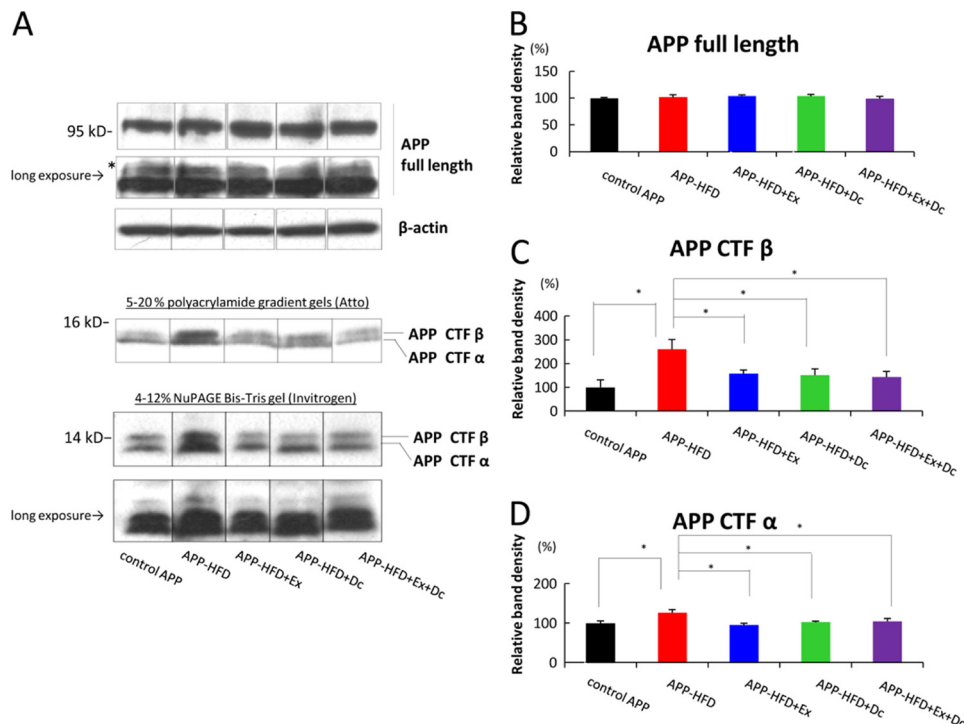 A
95 kD-
*
long exposure→
APP
full length
β-actin
5-20 % polyacrylamide gradient gels (Atto)
16 kD-
APP CTF β
APP CTF α
4-12% NuPAGE Bis-Tris gel (Invitrogen)
14 kD-
APP CTF β
APP CTF α
long exposure→
control APP
APP-HFD
APP-HFD+Ex
APP-HFD+Dc
APP-HFD+Ex+Dc
B
APP full length
(%)
Relative band density
150
100
50
0
control APP
APP-HFD
APP-HFD+Ex
APP-HFD+Dc
APP-HFD+Ex+Dc
C
APP CTF β
(%)
Relative band density
400
300
200
100
0
*
*
*
*
control APP
APP-HFD
APP-HFD+Ex
APP-HFD+Dc
APP-HFD+Ex+Dc
D
APP CTF α
(%)
Relative band density
200
100
0
*
*
*
*
control APP
APP-HFD
APP-HFD+Ex
APP-HFD+Dc
APP-HFD+Ex+Dc